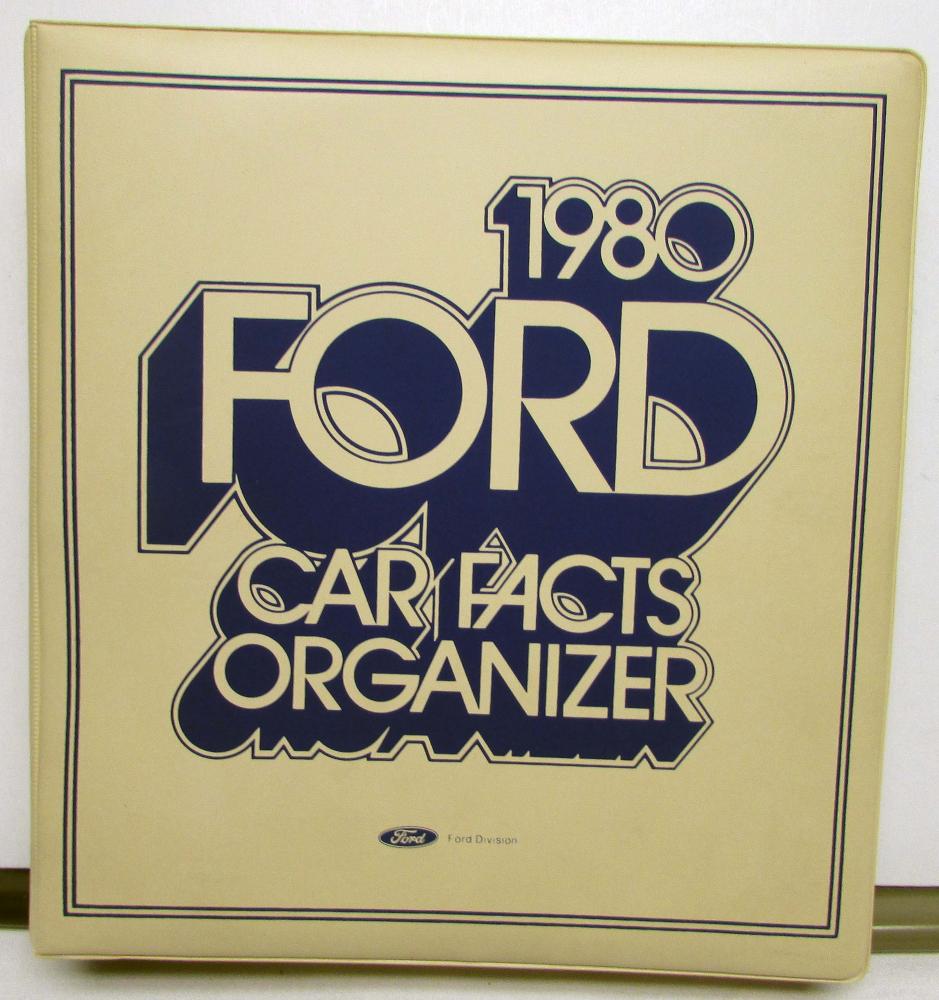 1980
FORD
CAR FACTS
ORGANIZER
Ford Ford Division